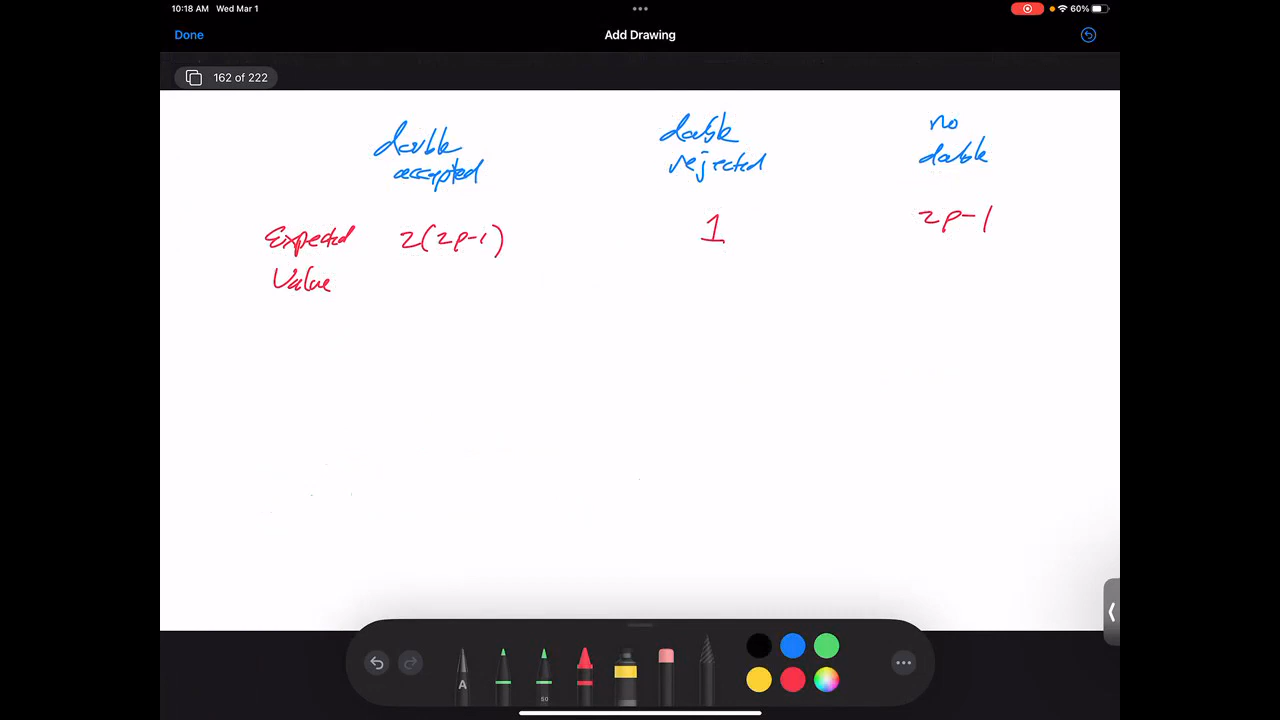 10:18 AM Wed Mar 1
60%
Done
Add Drawing
162 of 222
double
accepted
double
rejected
no
double
Expected
Value
2(2p-1)
1
2p-1
A
50